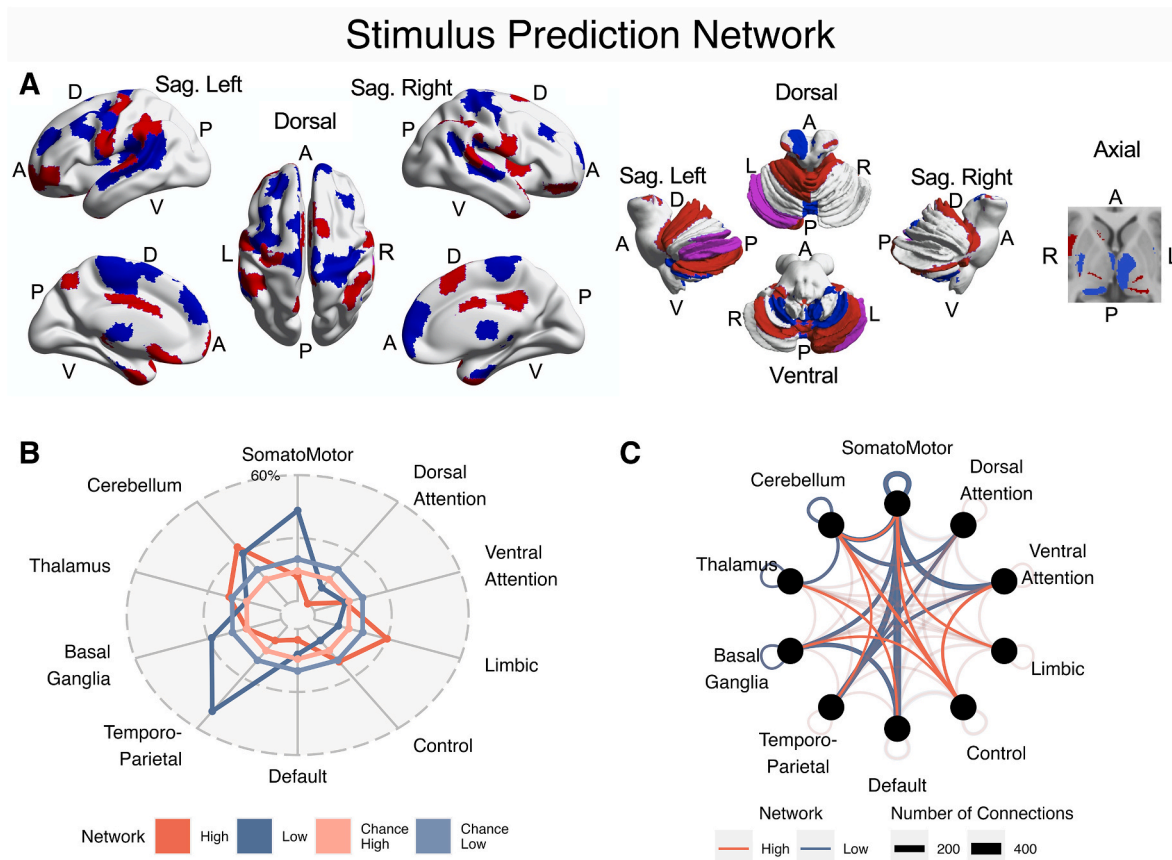 Stimulus Prediction Network
A
D
Sag. Left
P
A
V
Dorsal
A
L
R
P
Sag. Right
D
P
A
V
D
P
A
V
D
P
A
V
Sag. Left
D
A
P
V
Dorsal
A
L
R
P
A
R
L
P
Ventral
Sag. Right
D
P
A
V
Axial
A
R
L
P
B
SomatoMotor
60%
Dorsal
Attention
Ventral
Attention
Limbic
Control
Default
Temporo-
Parietal
Basal
Ganglia
Thalamus
Cerebellum
Network
High
Low
Chance
High
Chance
Low
C
SomatoMotor
Dorsal
Attention
Ventral
Attention
Limbic
Control
Default
Temporo-
Parietal
Basal
Ganglia
Thalamus
Cerebellum
Network
High
Low
Number of Connections
200
400